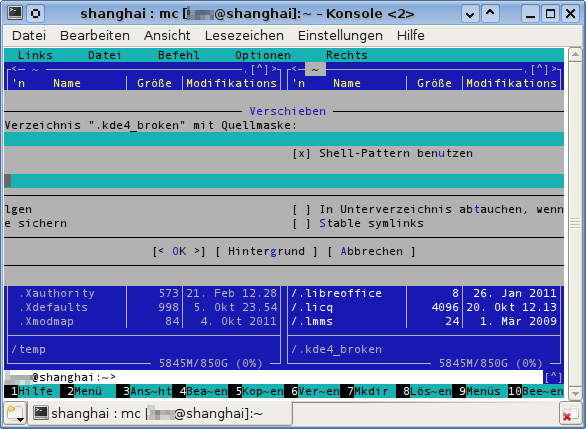 shanghai : mc [@shanghai]:~ - Konsole <2>
Datei Bearbeiten Ansicht Lesezeichen Einstellungen Hilfe
Links Datei Befehl Optionen Rechts
<— ~ .[^]> <— ~ .[^]>
'n Name Größe Modifikations 'n Name Größe Modifikations
Verschieben
Verzeichnis ".kde4_broken" mit Quellmaske:
[x] Shell-Pattern benutzen
lgen [ ] In Unterverzeichnis abtauchen, wenn
e sichern [ ] Stable symlinks
[< OK >] [ Hintergrund ] [ Abbrechen ]
.Xauthority 573 21. Feb 12.28 /.libreoffice 8 26. Jan 2011
.Xdefaults 998 5. Okt 23.54 /.licq 4096 20. Okt 12.13
.Xmodmap 84 4. Okt 2011 /.lmms 24 1. Mär 2009
/temp /.kde4_broken
5845M/850G (0%) 5845M/850G (0%)
@shanghai:~> [^]
1Hilfe 2Menü 3Ans~ht 4Bea~en 5Kop~en 6Ver~en 7Mkdir 8Lös~en 9Menüs 10Bee~en
shanghai : mc [@shanghai]:~